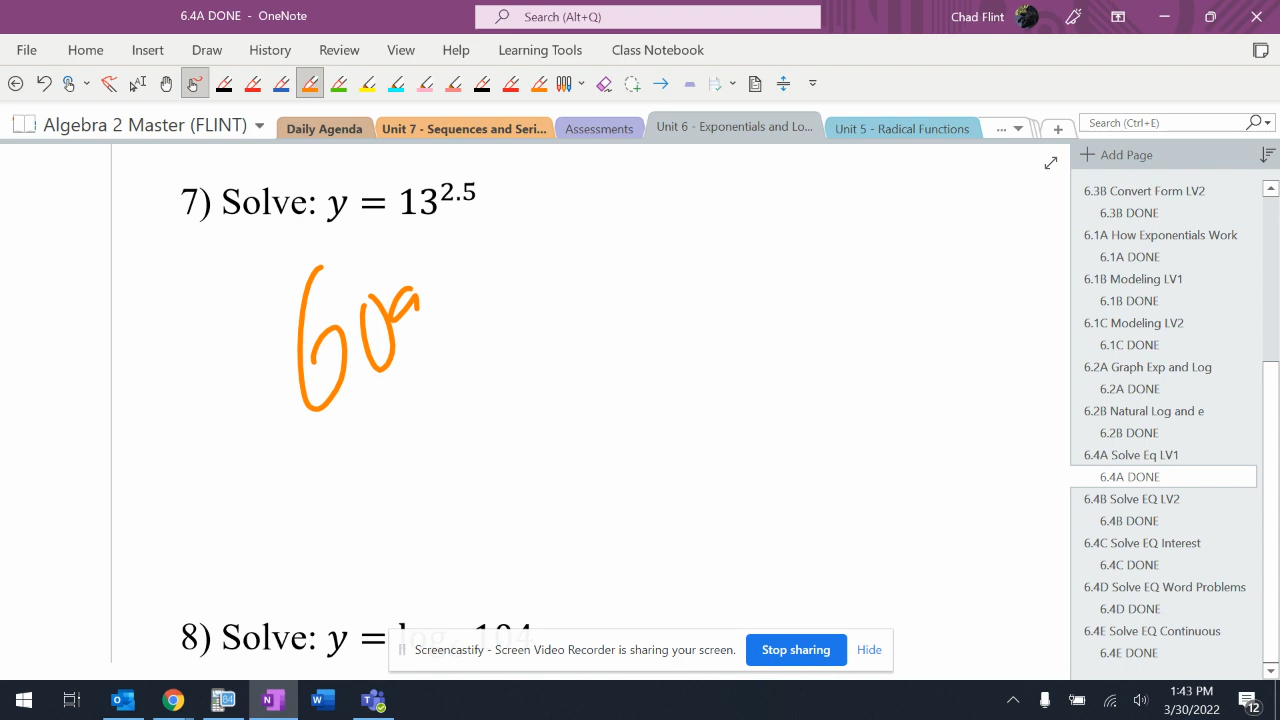 6.4A DONE - OneNote
Search (Alt+Q)
Chad Flint
File Home Insert Draw History Review View Help Learning Tools Class Notebook
Algebra 2 Master (FLINT)
Daily Agenda
Unit 7 - Sequences and Seri...
Assessments
Unit 6 - Exponentials and Lo...
Unit 5 - Radical Functions
...
Search (Ctrl+E)
Add Page
6.3B Convert Form LV2
6.3B DONE
6.1A How Exponentials Work
6.1A DONE
6.1B Modeling LV1
6.1B DONE
6.1C Modeling LV2
6.1C DONE
6.2A Graph Exp and Log
6.2A DONE
6.2B Natural Log and e
6.2B DONE
6.4A Solve Eq LV1
6.4A DONE
6.4B Solve EQ LV2
6.4B DONE
6.4C Solve EQ Interest
6.4C DONE
6.4D Solve EQ Word Problems
6.4D DONE
6.4E Solve EQ Continuous
6.4E DONE
7) Solve: y = 13^2.5
60
8) Solve: y =
Screencastify - Screen Video Recorder is sharing your screen.
Stop sharing
Hide
84
1:43 PM
3/30/2022
12